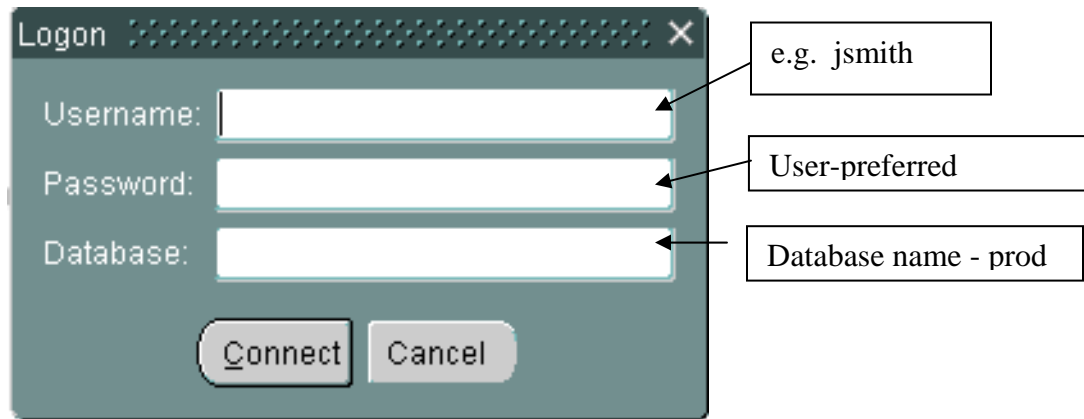 Logon
e.g. jsmith
Username:
Password:
User-preferred
Database:
Database name - prod
Connect
Cancel